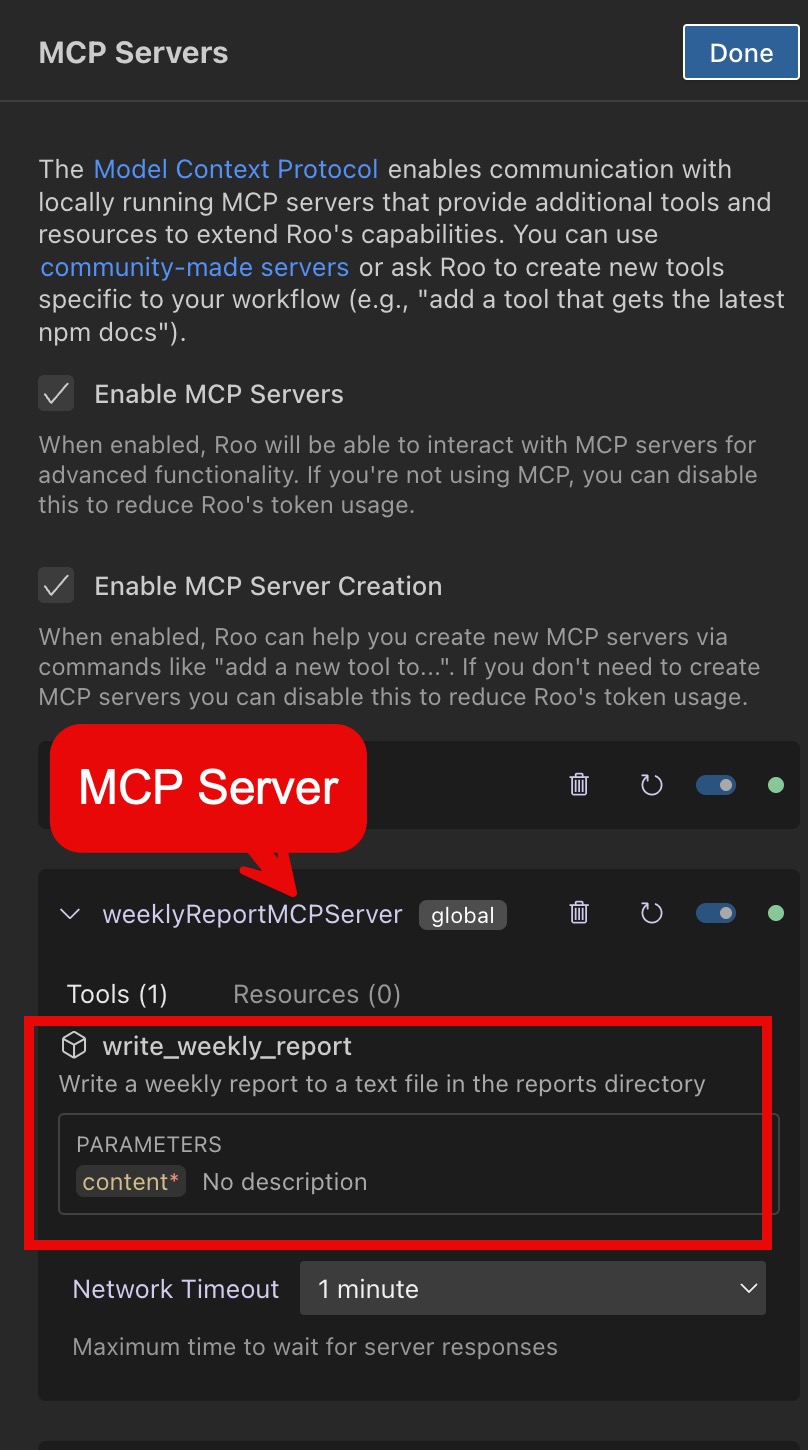 MCP Servers
Done
The Model Context Protocol enables communication with
locally running MCP servers that provide additional tools and
resources to extend Roo's capabilities. You can use
community-made servers or ask Roo to create new tools
specific to your workflow (e.g., "add a tool that gets the latest
npm docs").
Enable MCP Servers
When enabled, Roo will be able to interact with MCP servers for
advanced functionality. If you're not using MCP, you can disable
this to reduce Roo's token usage.
Enable MCP Server Creation
When enabled, Roo can help you create new MCP servers via
commands like "add a new tool to...". If you don't need to create
MCP servers you can disable this to reduce Roo's token usage.
MCP Server
weeklyReportMCPServer global
Tools (1) Resources (0)
write_weekly_report
Write a weekly report to a text file in the reports directory
PARAMETERS
content* No description
Network Timeout 1 minute
Maximum time to wait for server responses